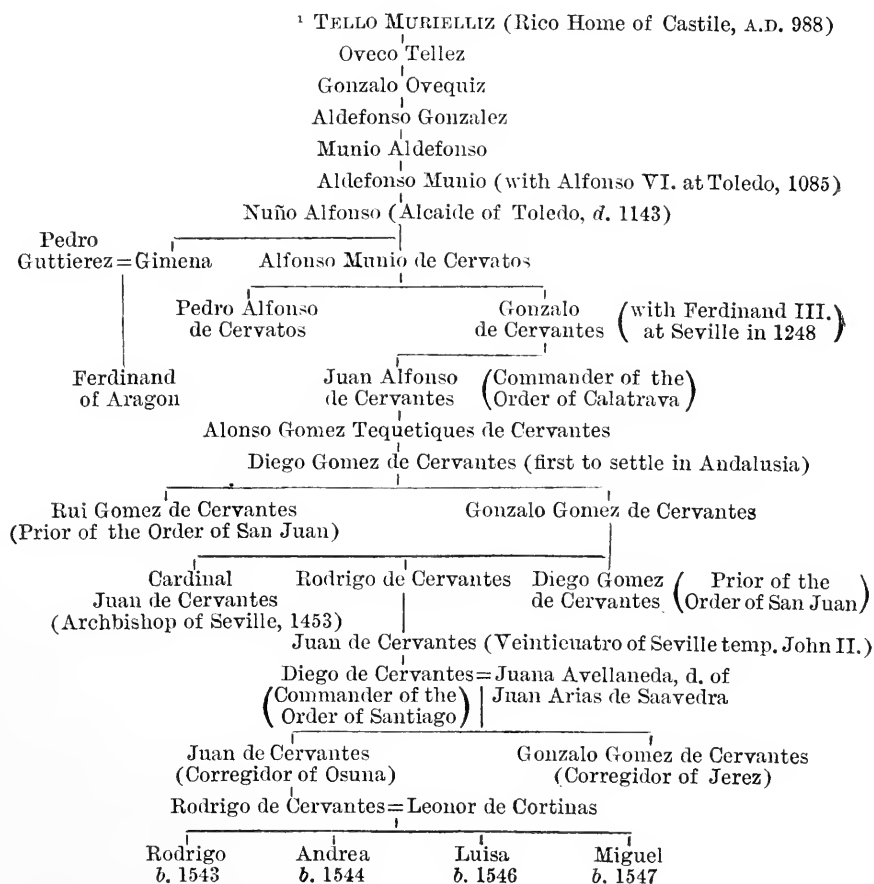 ¹ TELLO MURIELLIZ (Rico Home of Castile, A.D. 988)
Oveco Tellez
Gonzalo Ovequiz
Aldefonso Gonzalez
Munio Aldefonso
Aldefonso Munio (with Alfonso VI. at Toledo, 1085)
Nuño Alfonso (Alcaide of Toledo, d. 1143)
Pedro
Guttierez=Gimena Alfonso Munio de Cervatos
Pedro Alfonso Gonzalo (with Ferdinand III.
de Cervatos de Cervantes at Seville in 1248)
Ferdinand Juan Alfonso (Commander of the
of Aragon de Cervantes Order of Calatrava)
Alonso Gomez Tequetiques de Cervantes
Diego Gomez de Cervantes (first to settle in Andalusia)
Rui Gomez de Cervantes Gonzalo Gomez de Cervantes
(Prior of the Order of San Juan)
Cardinal Rodrigo de Cervantes Diego Gomez (Prior of the
Juan de Cervantes de Cervantes Order of San Juan)
(Archbishop of Seville, 1453)
Juan de Cervantes (Veinticuatro of Seville temp. John II.)
Diego de Cervantes=Juana Avellaneda, d. of
(Commander of the Juan Arias de Saavedra
Order of Santiago)
Juan de Cervantes Gonzalo Gomez de Cervantes
(Corregidor of Osuna) (Corregidor of Jerez)
Rodrigo de Cervantes=Leonor de Cortinas
Rodrigo Andrea Luisa Miguel
b. 1543 b. 1544 b. 1546 b. 1547